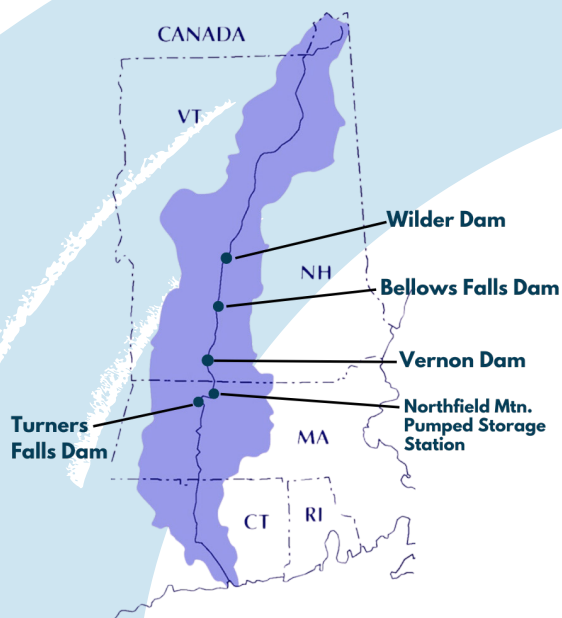 CANADA
VT
Wilder Dam
NH
Bellows Falls Dam
Vernon Dam
Northfield Mtn.
Pumped Storage
Station
Turners
Falls Dam
MA
CT
RI